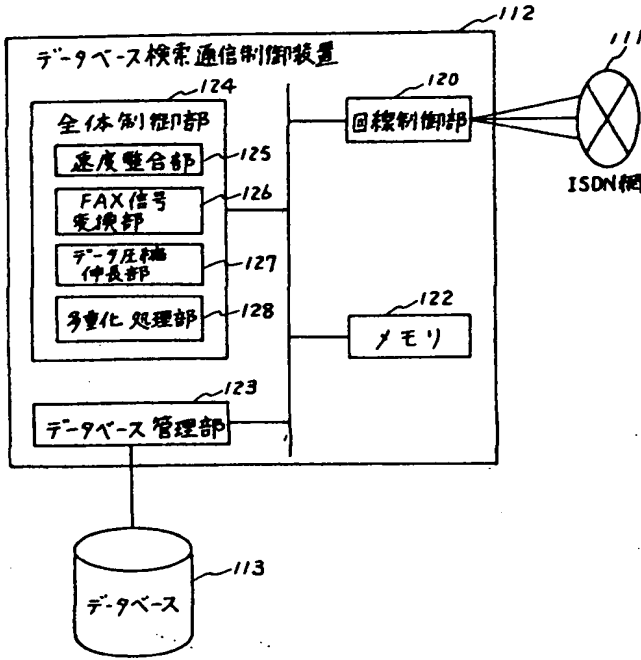 112
データベース検索通信制御装置
111
124
全体制御部
速度整合部
125
FAX信号
変換部
126
データ圧縮
伸長部
127
多重化処理部
128
120
回線制御部
ISDN網
122
メモリ
123
データベース管理部
データベース
113